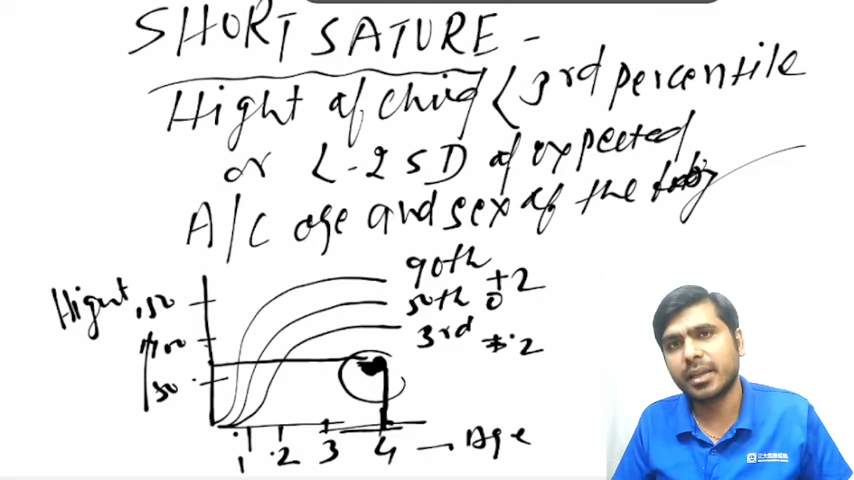 SHORT SATURE -
Hight of child < 3rd percentile
or < -2 SD of expected
A/C age and sex of the
90th +2
Hight 150 50th 0
100 3rd -2
50
1 2 3 4 → Age